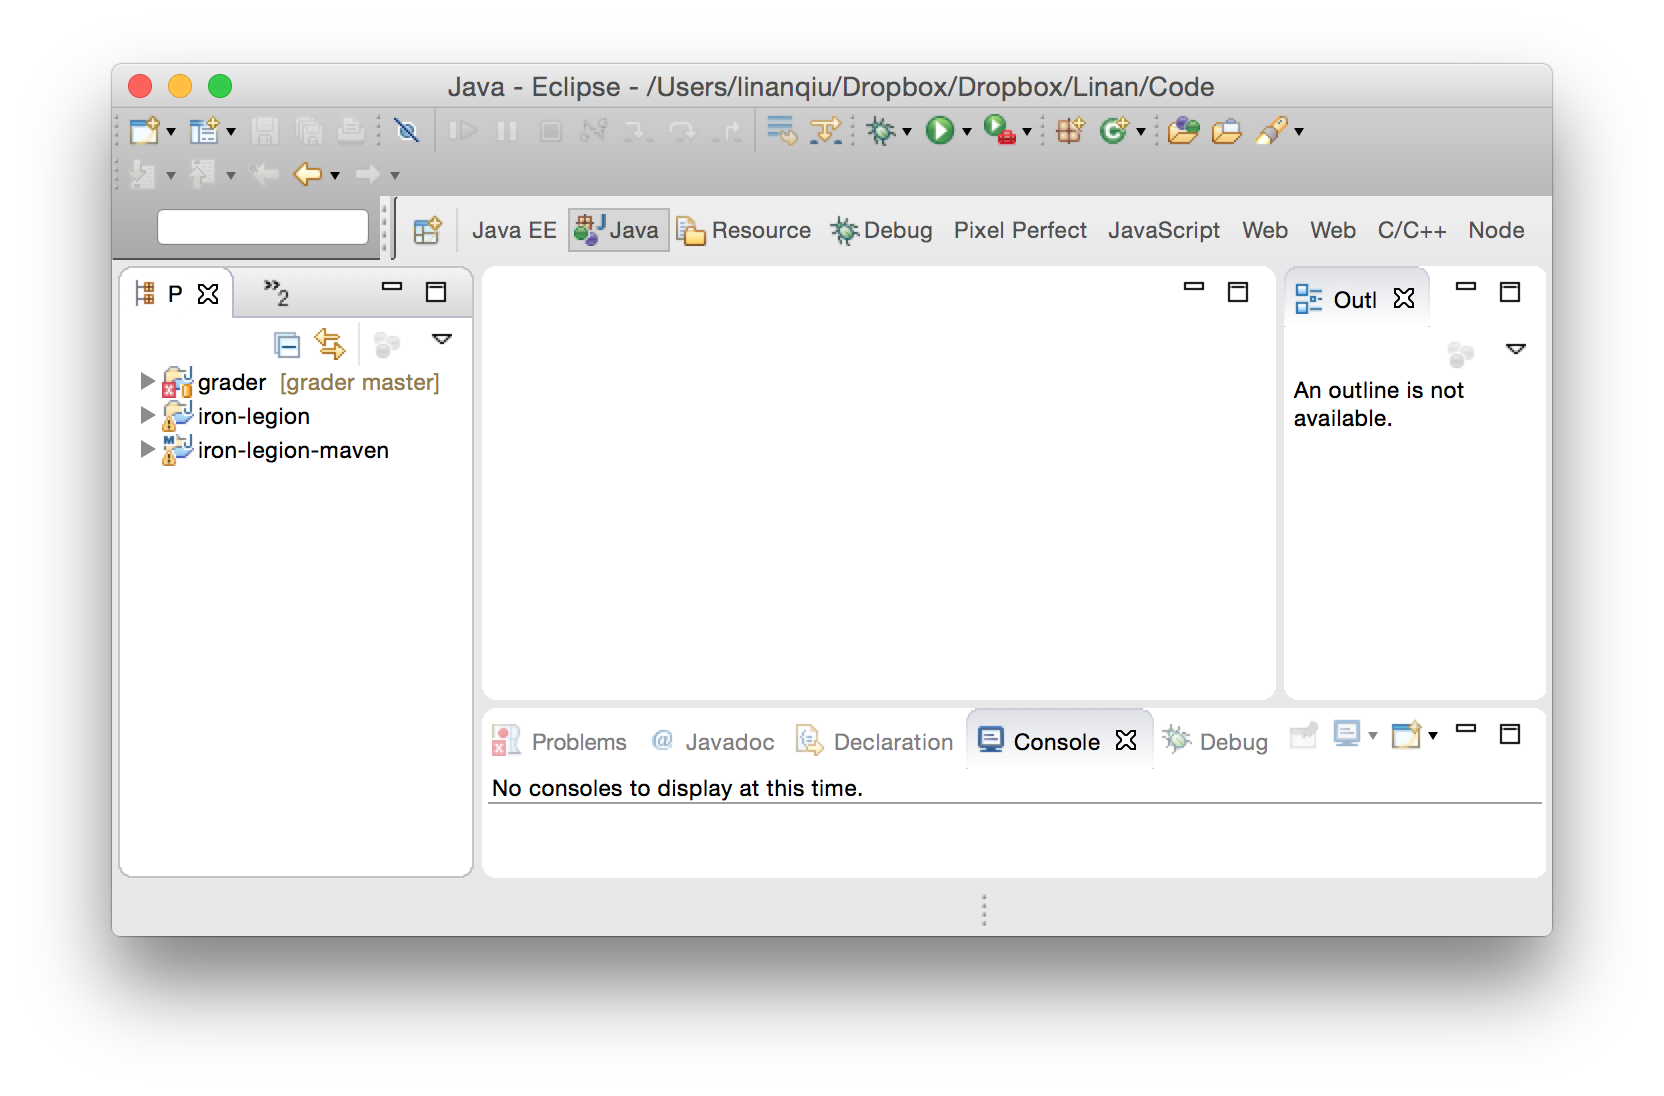 Java - Eclipse - /Users/linanqiu/Dropbox/Dropbox/Linan/Code
Java EE Java Resource Debug Pixel Perfect JavaScript Web Web C/C++ Node
P »2
Outl
grader [grader master]
iron-legion
iron-legion-maven
An outline is not
available.
Problems @ Javadoc Declaration Console Debug
No consoles to display at this time.